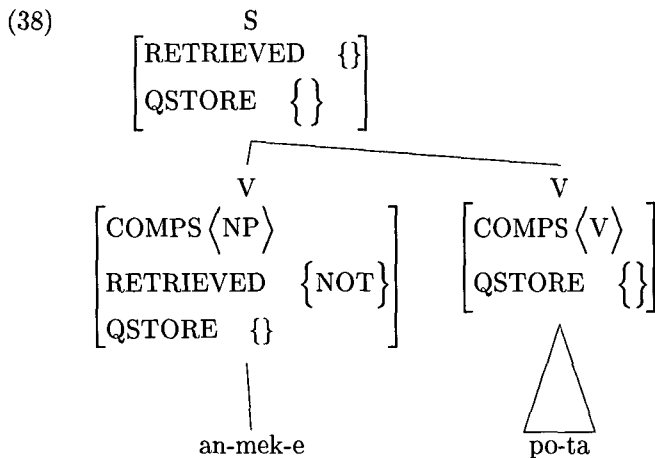 (38)
S
[RETRIEVED {}
QSTORE { }]
V V
[COMPS ⟨NP⟩ [COMPS ⟨V⟩
RETRIEVED {NOT} QSTORE {}]
QSTORE {}]
an-mek-e po-ta